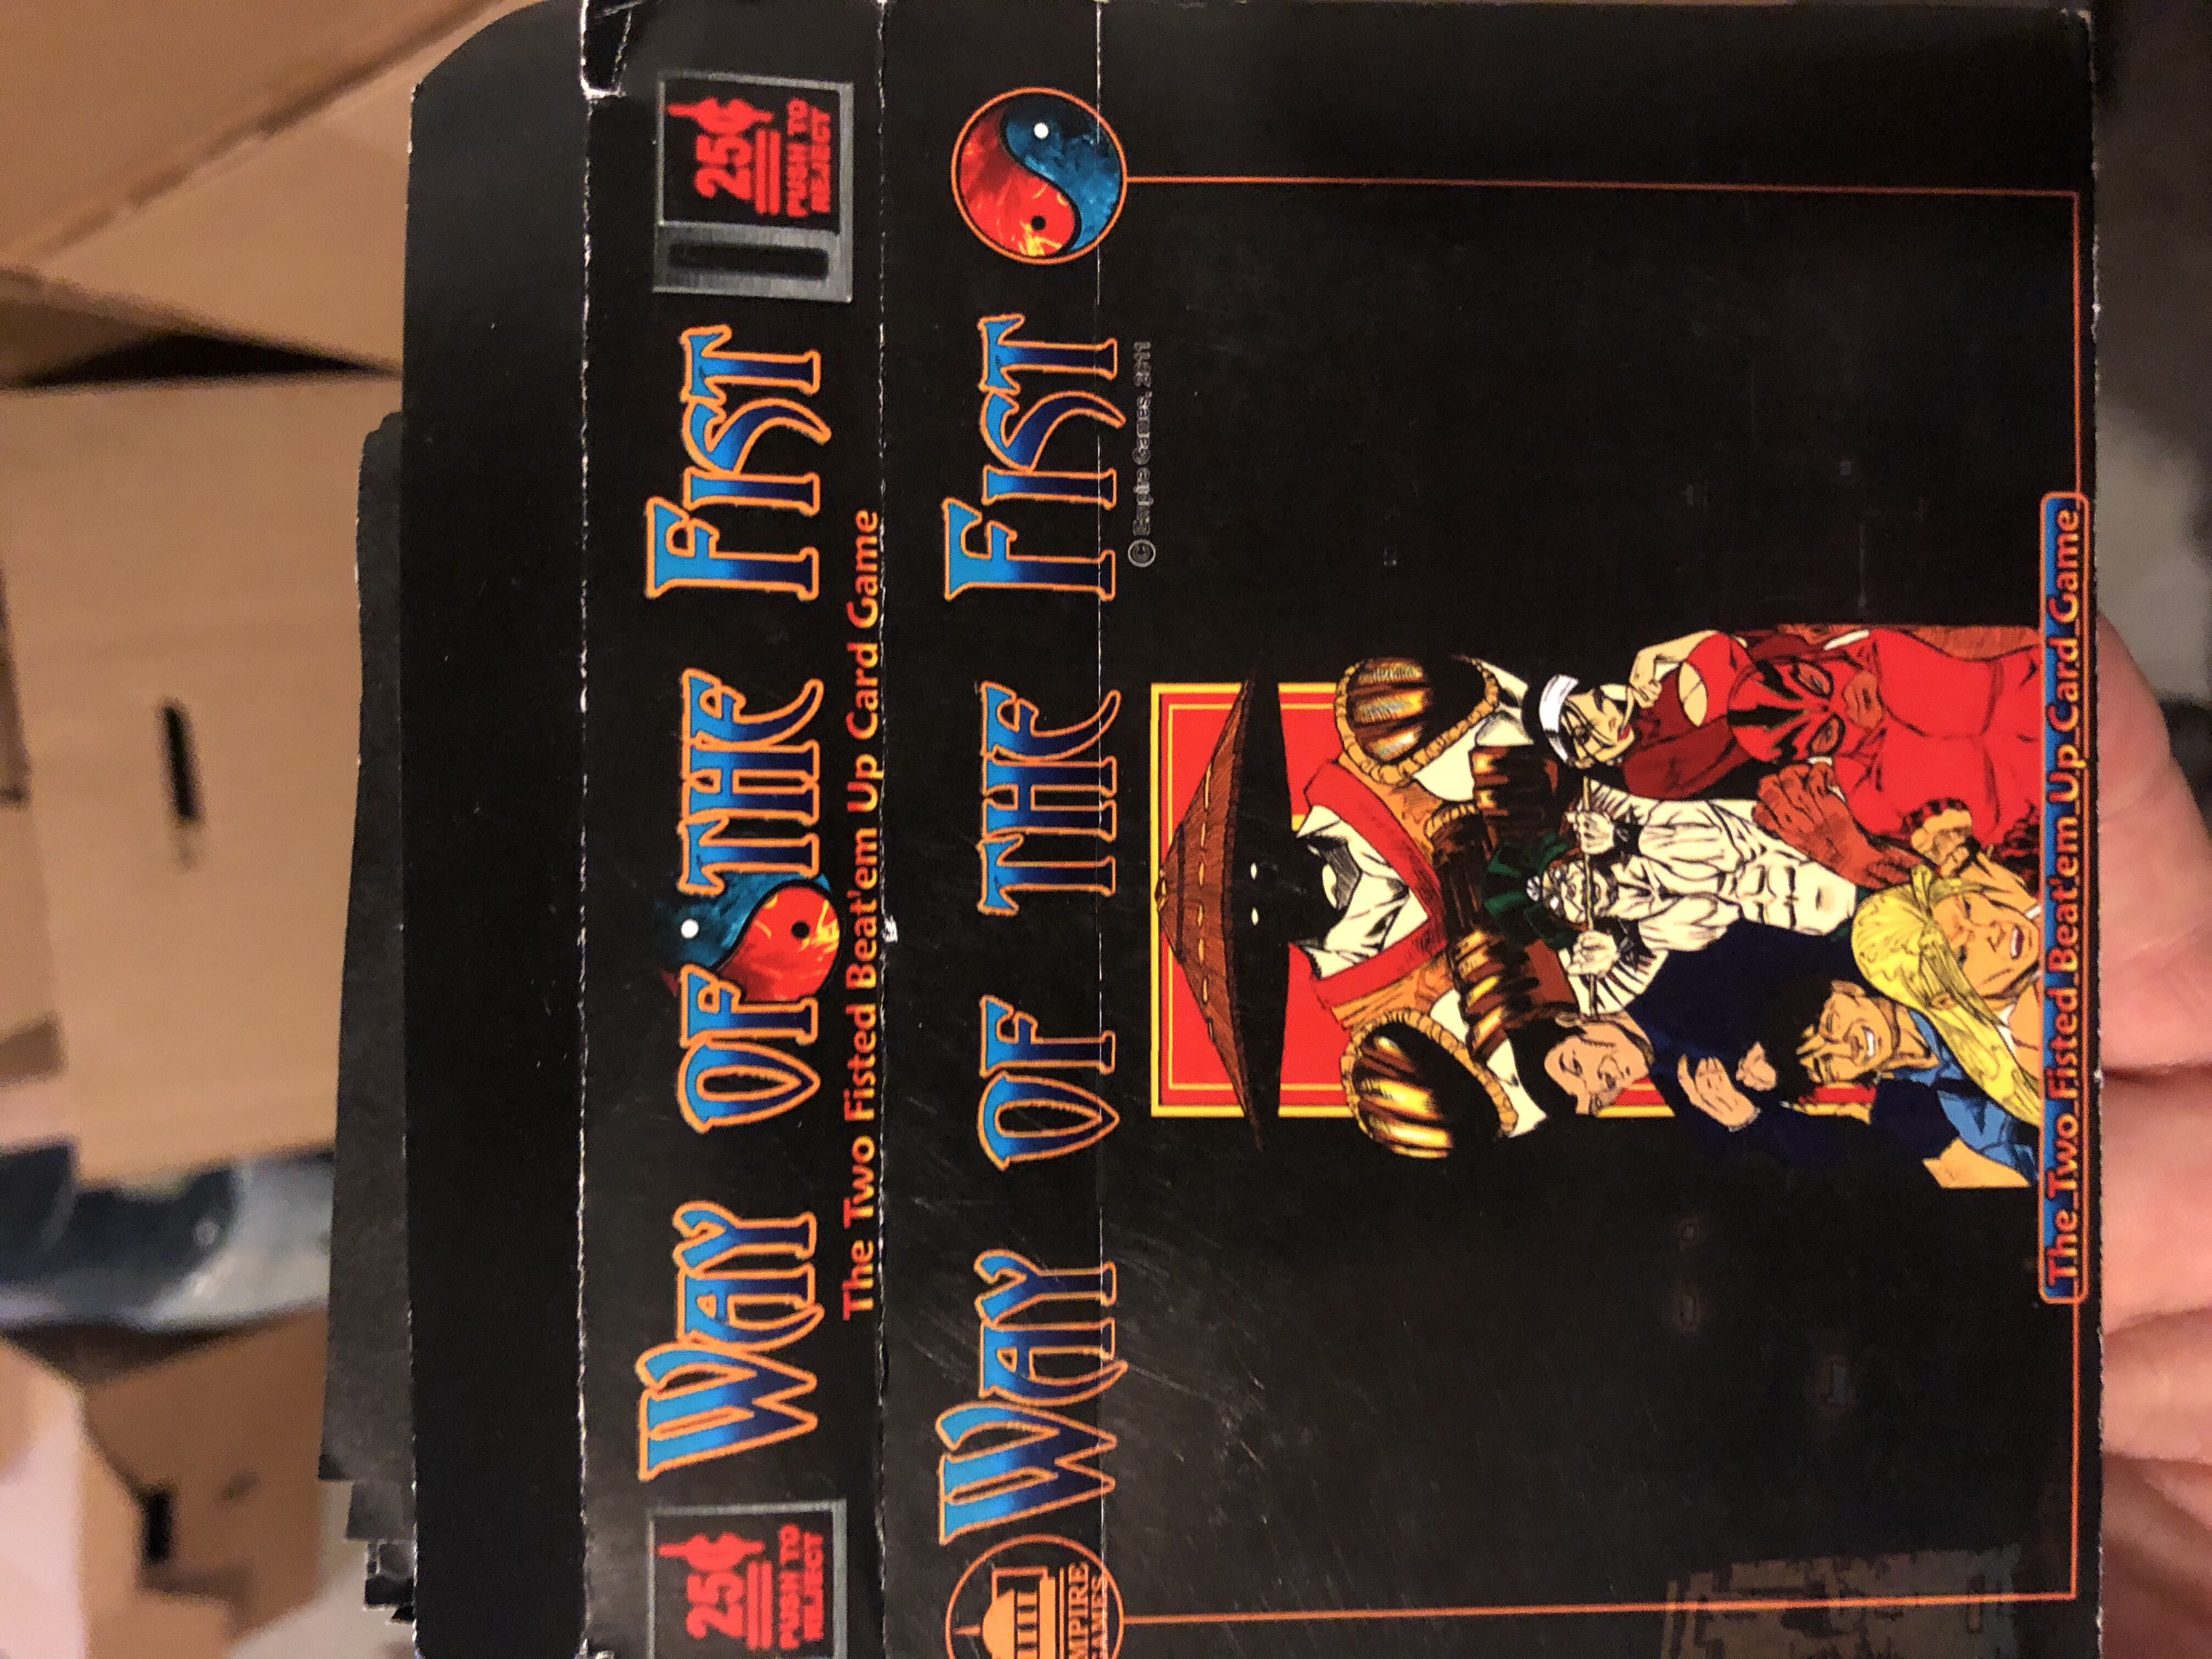 25¢
PUSH TO
REJECT
WAY OF THE FIST
25¢
PUSH TO
REJECT
The Two Fisted Beat'em Up Card Game
EMPIRE
GAMES
WAY OF THE FIST
© Empire Games, 2011
The Two Fisted Beat'em Up Card Game